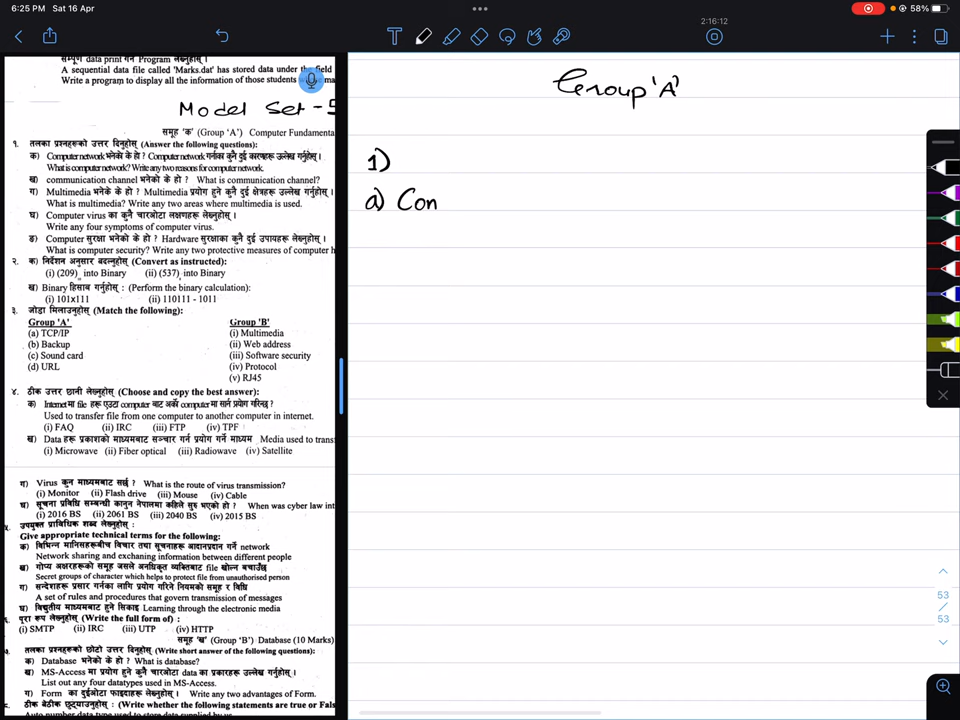 6:25 PM Sat 16 Apr
58%
2:16:12
सम्पूर्ण data print गर्ने Program लेख्नुहोस् ।
A sequential data file called 'Marks.dat' has stored data under the field
Write a program to display all the information of those students
Model Set - 5
समूह 'क' (Group 'A') Computer Fundamenta
१. तलका प्रश्नहरूको उत्तर दिनुहोस् (Answer the following questions):
क) Computer network भनेको के हो ? Computer network गर्नाका कुनै दुई कारणहरू उल्लेख गर्नुहोस् ।
What is computer network? Write any two reasons for computer network.
ख) communication channel भनेको के हो ? What is communication channel?
ग) Multimedia भनेको के हो ? Multimedia प्रयोग हुने कुनै दुई क्षेत्रहरू उल्लेख गर्नुहोस् ।
What is multimedia? Write any two areas where multimedia is used.
घ) Computer virus का कुनै चारओटा लक्षणहरू लेख्नुहोस् ।
Write any four symptoms of computer virus.
ङ) Computer सुरक्षा भनेको के हो ? Hardware सुरक्षाका कुनै दुई उपायहरू लेख्नुहोस् ।
What is computer security? Write any two protective measures of computer h
२. क) निर्देशन अनुसार बदल्नुहोस् (Convert as instructed):
(i) (209) into Binary (ii) (537) into Binary
ख) Binary हिसाब गर्नुहोस् : (Perform the binary calculation):
(i) 101x111 (ii) 110111 - 1011
३. जोडा मिलाउनुहोस् (Match the following):
Group 'A' Group 'B'
(a) TCP/IP (i) Multimedia
(b) Backup (ii) Web address
(c) Sound card (iii) Software security
(d) URL (iv) Protocol
(v) RJ45
४. ठीक उत्तर छानी लेख्नुहोस् (Choose and copy the best answer):
क) Internet मा file हरू एउटा computer बाट अर्को computer मा सार्न प्रयोग गरिन्छ ?
Used to transfer file from one computer to another computer in internet.
(i) FAQ (ii) IRC (iii) FTP (iv) TPF
ख) Data हरू प्रकाशको माध्यमबाट सञ्चार गर्न प्रयोग गर्ने माध्यम Media used to trans
(i) Microwave (ii) Fiber optical (iii) Radiowave (iv) Satellite
ग) Virus कुन माध्यमबाट सर्छ ? What is the route of virus transmission?
(i) Monitor (ii) Flash drive (iii) Mouse (iv) Cable
घ) सूचना प्रविधि सम्बन्धी कानुन नेपालमा कहिले सुरु भएको हो ? When was cyber law int
(i) 2016 BS (ii) 2061 BS (iii) 2040 BS (iv) 2015 BS
उपयुक्त प्राविधिक शब्द लेख्नुहोस् :
Give appropriate technical terms for the following:
क) विभिन्न मानिसहरूबीच विचार तथा सूचनाहरू आदानप्रदान गर्ने network
Network sharing and exchaning information between different people
ख) गोप्य अक्षरहरूको समूह जसले अनधिकृत व्यक्तिबाट file खोल्न बचाउँछ
Secret groups of character which helps to protect file from unauthorised person
ग) सन्देशहरू प्रसार गर्नका लागि प्रयोग गरिने नियमको समूह र विधि
A set of rules and procedures that govern transmission of messages
घ) विद्युतीय माध्यमबाट हुने सिकाइ Learning through the electronic media
पूरा रूप लेख्नुहोस् (Write the full form of) :
(i) SMTP (ii) IRC (iii) UTP (iv) HTTP
समूह 'ख' (Group 'B') Database (10 Marks)
तलका प्रश्नहरूको छोटो उत्तर दिनुहोस् (Write short answer of the following questions):
क) Database भनेको के हो ? What is database?
ख) MS-Access मा प्रयोग हुने कुनै चारओटा data का प्रकारहरू उल्लेख गर्नुहोस् ।
List out any four datatypes used in MS-Access.
ग) Form का दुईओटा फाइदाहरू लेख्नुहोस् । Write any two advantages of Form.
ठीक बेठीक छुट्याउनुहोस् : (Write whether the following statements are true or Fals
Auto number data type used to store data supplied by us
Group 'A'
1)
a) Con
53
/
53